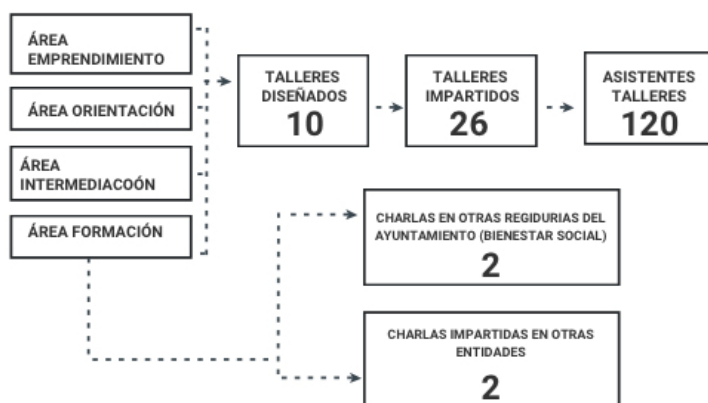 ÁREA
EMPRENDIMIENTO
ÁREA ORIENTACIÓN
ÁREA
INTERMEDIACOÓN
ÁREA FORMACIÓN
TALLERES
DISEÑADOS
10
TALLERES
IMPARTIDOS
26
ASISTENTES
TALLERES
120
CHARLAS EN OTRAS REGIDURIAS DEL
AYUNTAMIENTO (BIENESTAR SOCIAL)
2
CHARLAS IMPARTIDAS EN OTRAS
ENTIDADES
2